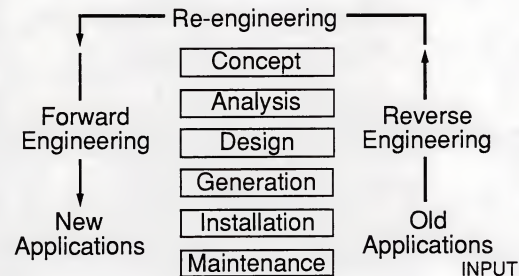 Re-engineering
Concept
Analysis
Design
Generation
Installation
Maintenance
Forward
Engineering
New
Applications
Reverse
Engineering
Old
Applications
INPUT